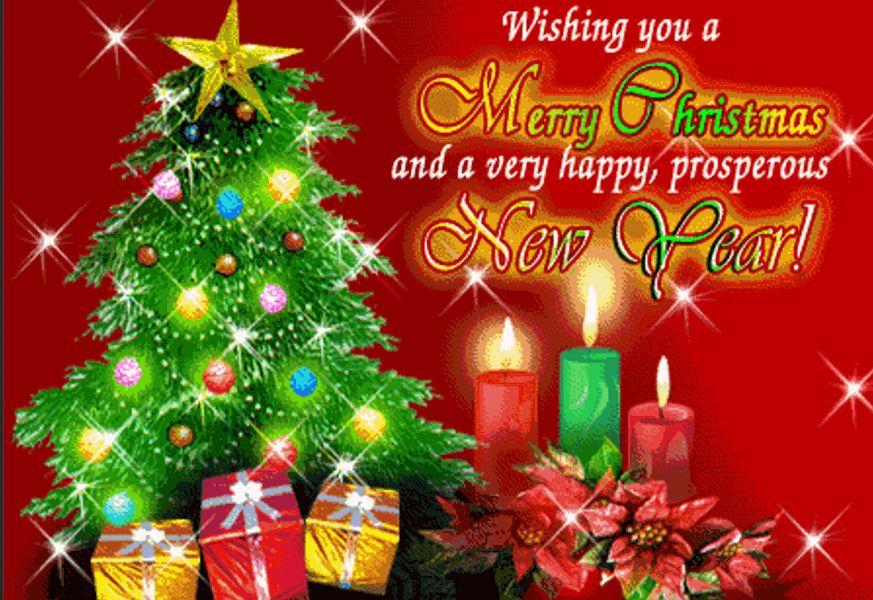 Wishing you a
Merry Christmas
and a very happy, prosperous
New Year!